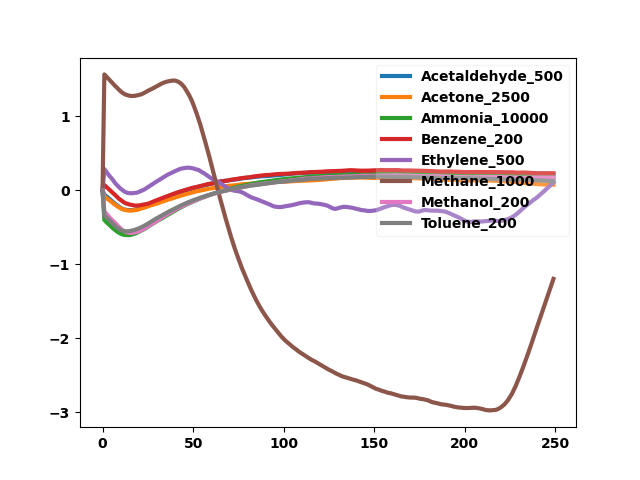 Acetaldehyde_500
Acetone_2500
Ammonia_10000
Benzene_200
Ethylene_500
Methane_1000
Methanol_200
Toluene_200
1
0
−1
−2
−3
0 50 100 150 200 250